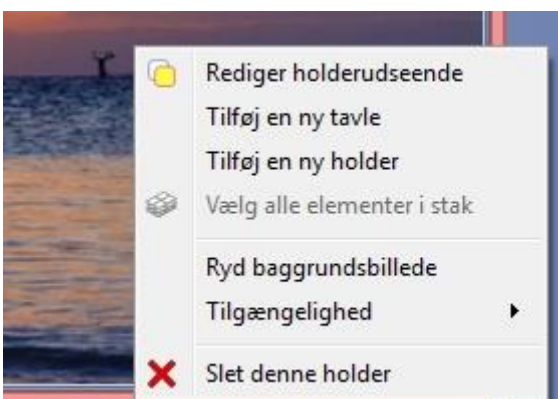 Rediger holderudseende
Tilføj en ny tavle
Tilføj en ny holder
Vælg alle elementer i stak
Ryd baggrundsbillede
Tilgængelighed
Slet denne holder